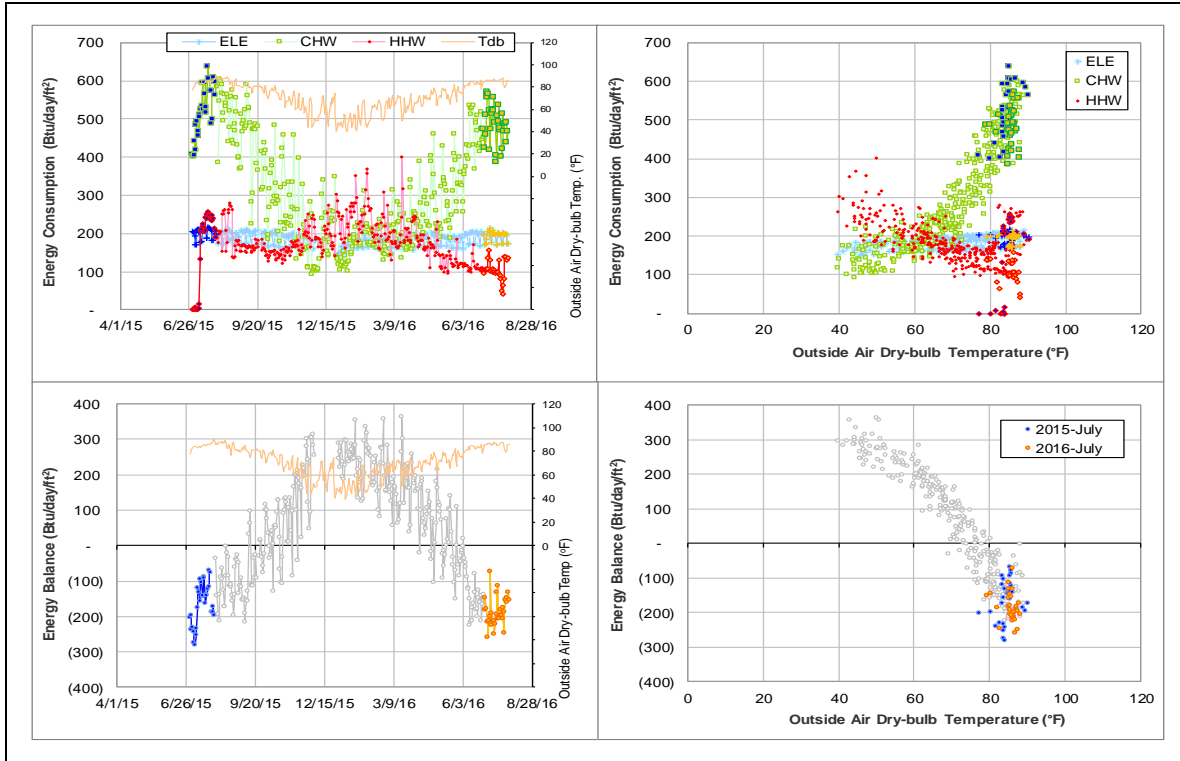 ELE CHW HHW Tdb
Energy Consumption (Btu/day/ft²)
700
600
500
400
300
200
100
-
120
100
80
60
40
20
0
Outside Air Dry-bulb Temp. (°F)
4/1/15 6/26/15 9/20/15 12/15/15 3/9/16 6/3/16 8/28/16
Energy Consumption (Btu/day/ft²)
700
600
500
400
300
200
100
-
ELE
CHW
HHW
0 20 40 60 80 100 120
Outside Air Dry-bulb Temperature (°F)
Energy Balance (Btu/day/ft²)
400
300
200
100
-
(100)
(200)
(300)
(400)
120
100
80
60
40
20
0
Outside Air Dry-bulb Temp (°F)
4/1/15 6/26/15 9/20/15 12/15/15 3/9/16 6/3/16 8/28/16
Energy Balance (Btu/day/ft²)
400
300
200
100
-
(100)
(200)
(300)
(400)
2015-July
2016-July
0 20 40 60 80 100 120
Outside Air Dry-bulb Temperature (°F)